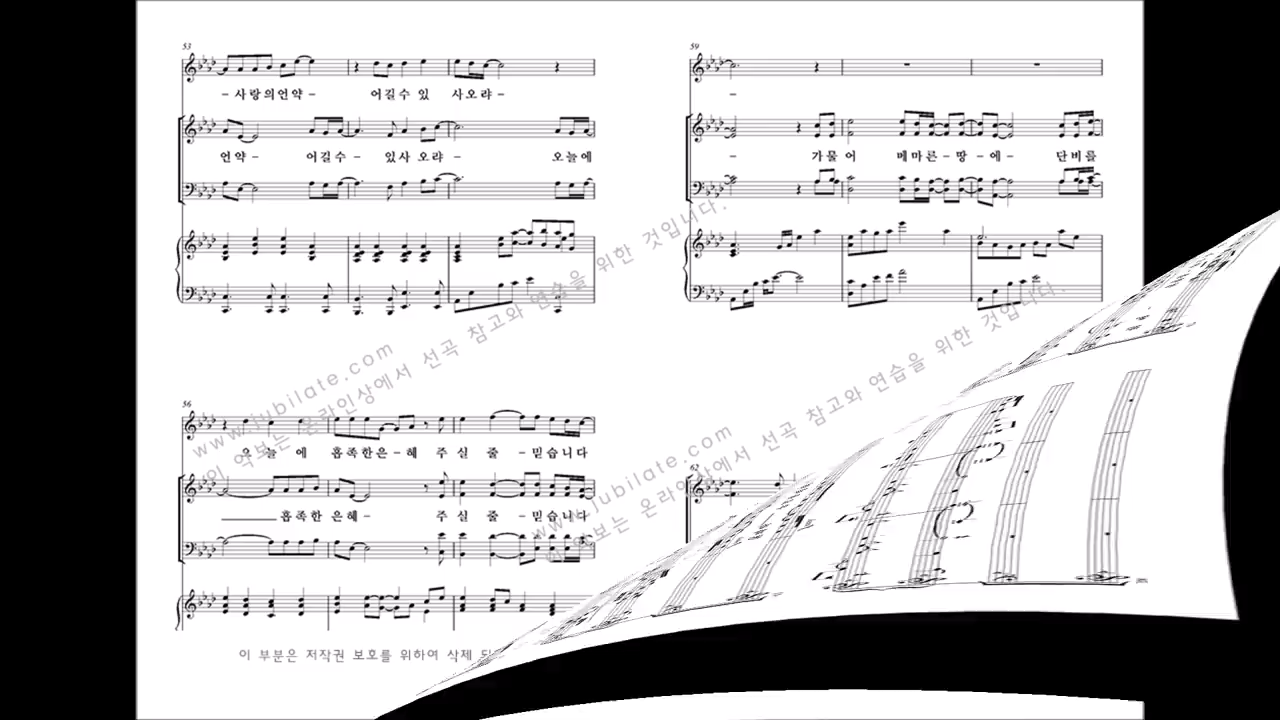 53
- 사랑의언약- 어길수 있 사오랴-
언약- 어길수- 있사 오랴- 오늘에
56
오 늘 에 흡족한은-혜 주 실 줄 -믿습니다
흡족한 은혜- 주 실 줄 -믿습니다
이 부분은 저작권 보호를 위하여 삭제
59
-
- 가물어 메마른-땅-에- 단비를
62
www.jubilate.com
이 악보는 온라인상에서 선곡 참고와 연습을 위한 것입니다.
www.jubilate.com
이 악보는 온라인상에서 선곡 참고와 연습을 위한 것입니다.